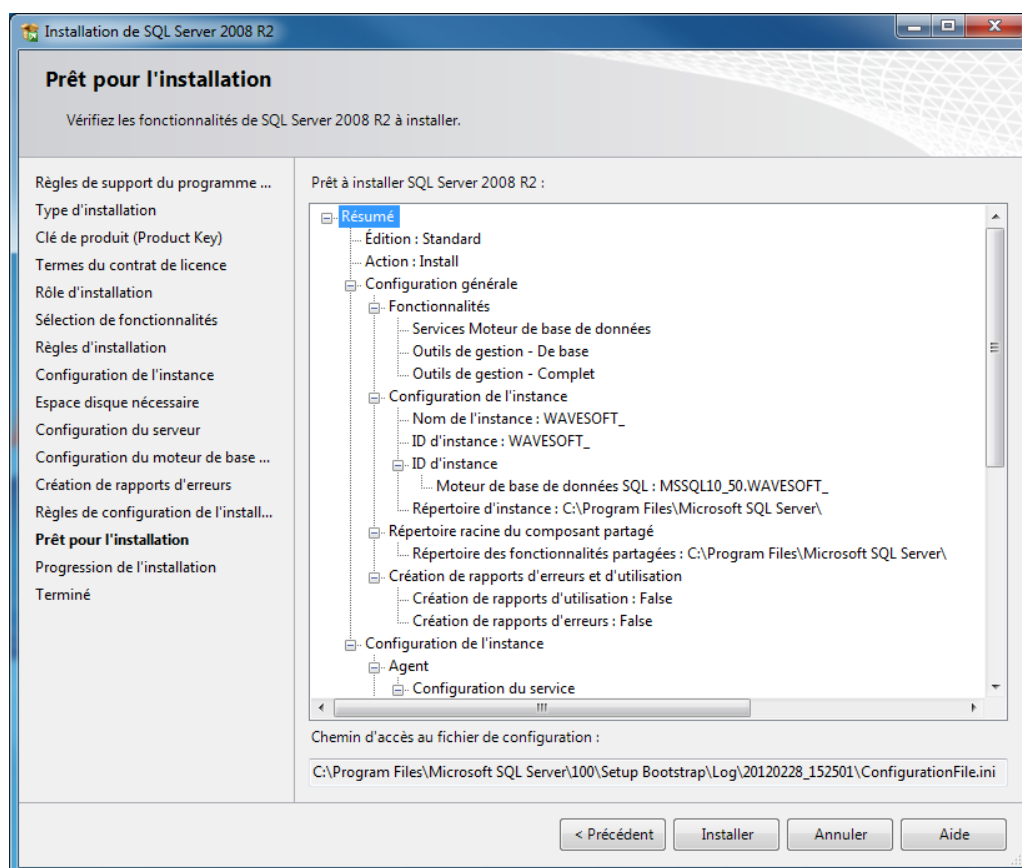 Installation de SQL Server 2008 R2
Prêt pour l'installation
Vérifiez les fonctionnalités de SQL Server 2008 R2 à installer.
Règles de support du programme ...
Type d'installation
Clé de produit (Product Key)
Termes du contrat de licence
Rôle d'installation
Sélection de fonctionnalités
Règles d'installation
Configuration de l'instance
Espace disque nécessaire
Configuration du serveur
Configuration du moteur de base ...
Création de rapports d'erreurs
Règles de configuration de l'install...
Prêt pour l'installation
Progression de l'installation
Terminé
Prêt à installer SQL Server 2008 R2 :
Résumé
Édition : Standard
Action : Install
Configuration générale
Fonctionnalités
Services Moteur de base de données
Outils de gestion - De base
Outils de gestion - Complet
Configuration de l'instance
Nom de l'instance : WAVESOFT_
ID d'instance : WAVESOFT_
ID d'instance
Moteur de base de données SQL : MSSQL10_50.WAVESOFT_
Répertoire d'instance : C:\Program Files\Microsoft SQL Server\
Répertoire racine du composant partagé
Répertoire des fonctionnalités partagées : C:\Program Files\Microsoft SQL Server\
Création de rapports d'erreurs et d'utilisation
Création de rapports d'utilisation : False
Création de rapports d'erreurs : False
Configuration de l'instance
Agent
Configuration du service
Chemin d'accès au fichier de configuration :
C:\Program Files\Microsoft SQL Server\100\Setup Bootstrap\Log\20120228_152501\ConfigurationFile.ini
< Précédent
Installer
Annuler
Aide